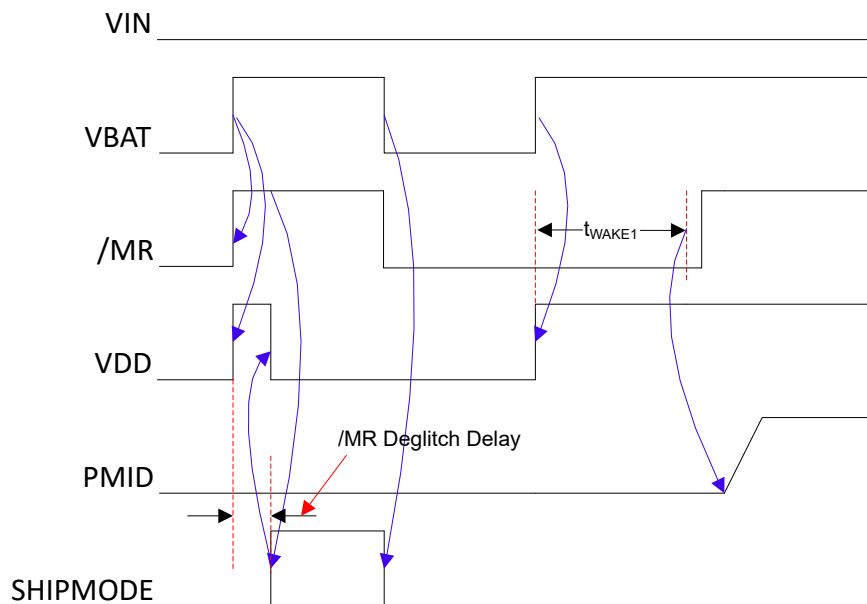 VIN
VBAT
/MR
tWAKE1
VDD
/MR Deglitch Delay
PMID
SHIPMODE